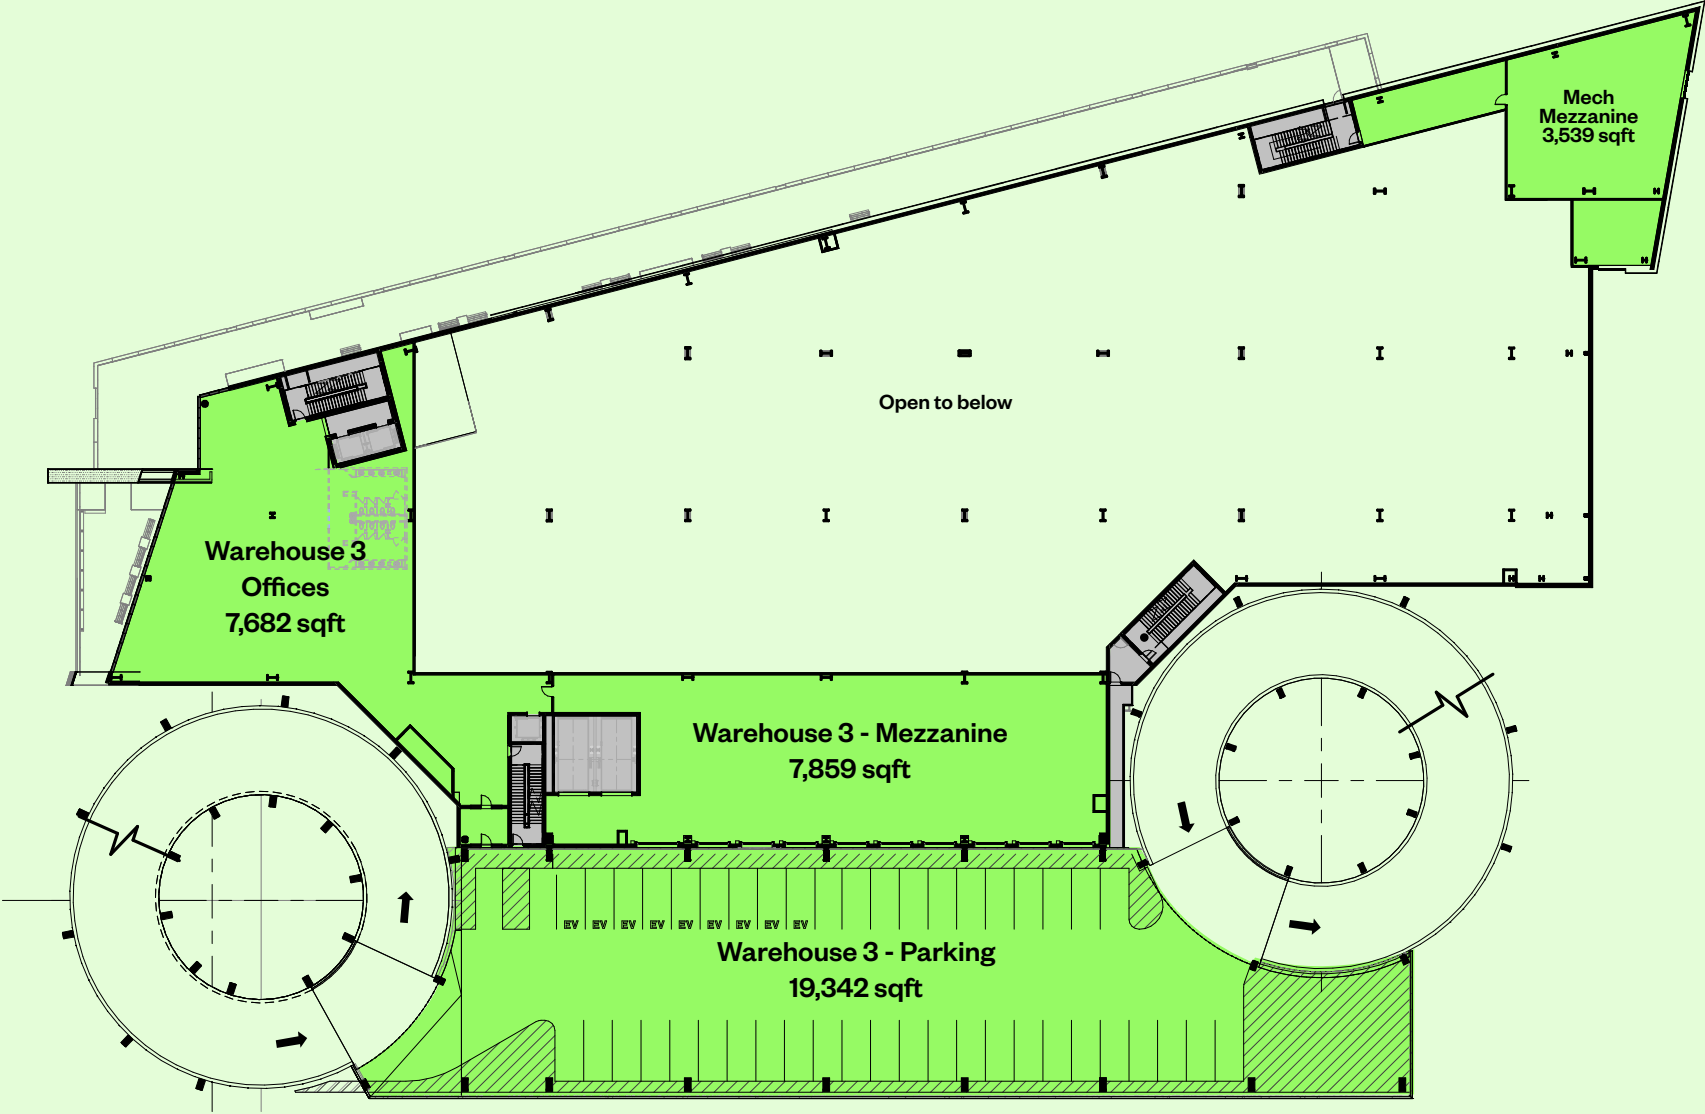 Mech
Mezzanine
3,539 sqft
Open to below
Warehouse 3
Offices
7,682 sqft
Warehouse 3 - Mezzanine
7,859 sqft
EV EV EV EV EV EV EV EV EV
Warehouse 3 - Parking
19,342 sqft